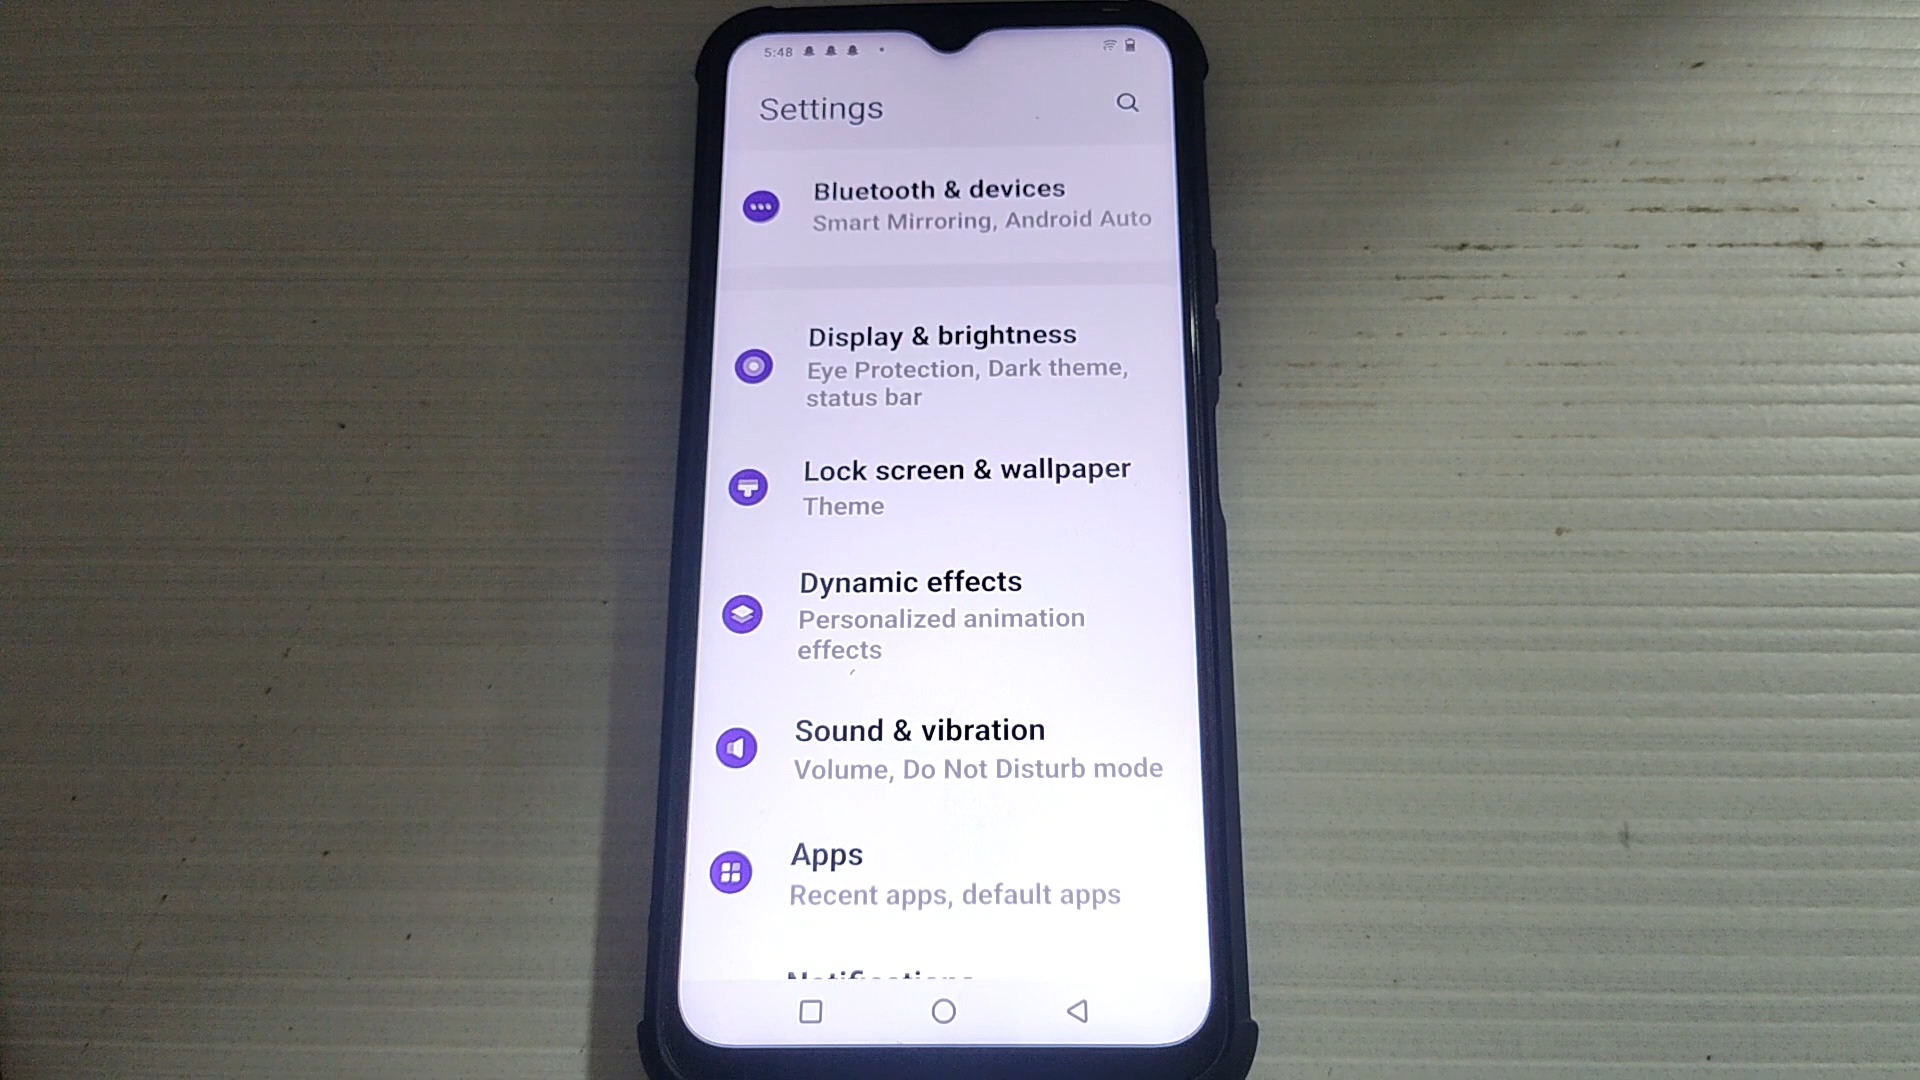 5:48
Settings
Bluetooth & devices
Smart Mirroring, Android Auto
Display & brightness
Eye Protection, Dark theme,
status bar
Lock screen & wallpaper
Theme
Dynamic effects
Personalized animation
effects
Sound & vibration
Volume, Do Not Disturb mode
Apps
Recent apps, default apps
Notifications